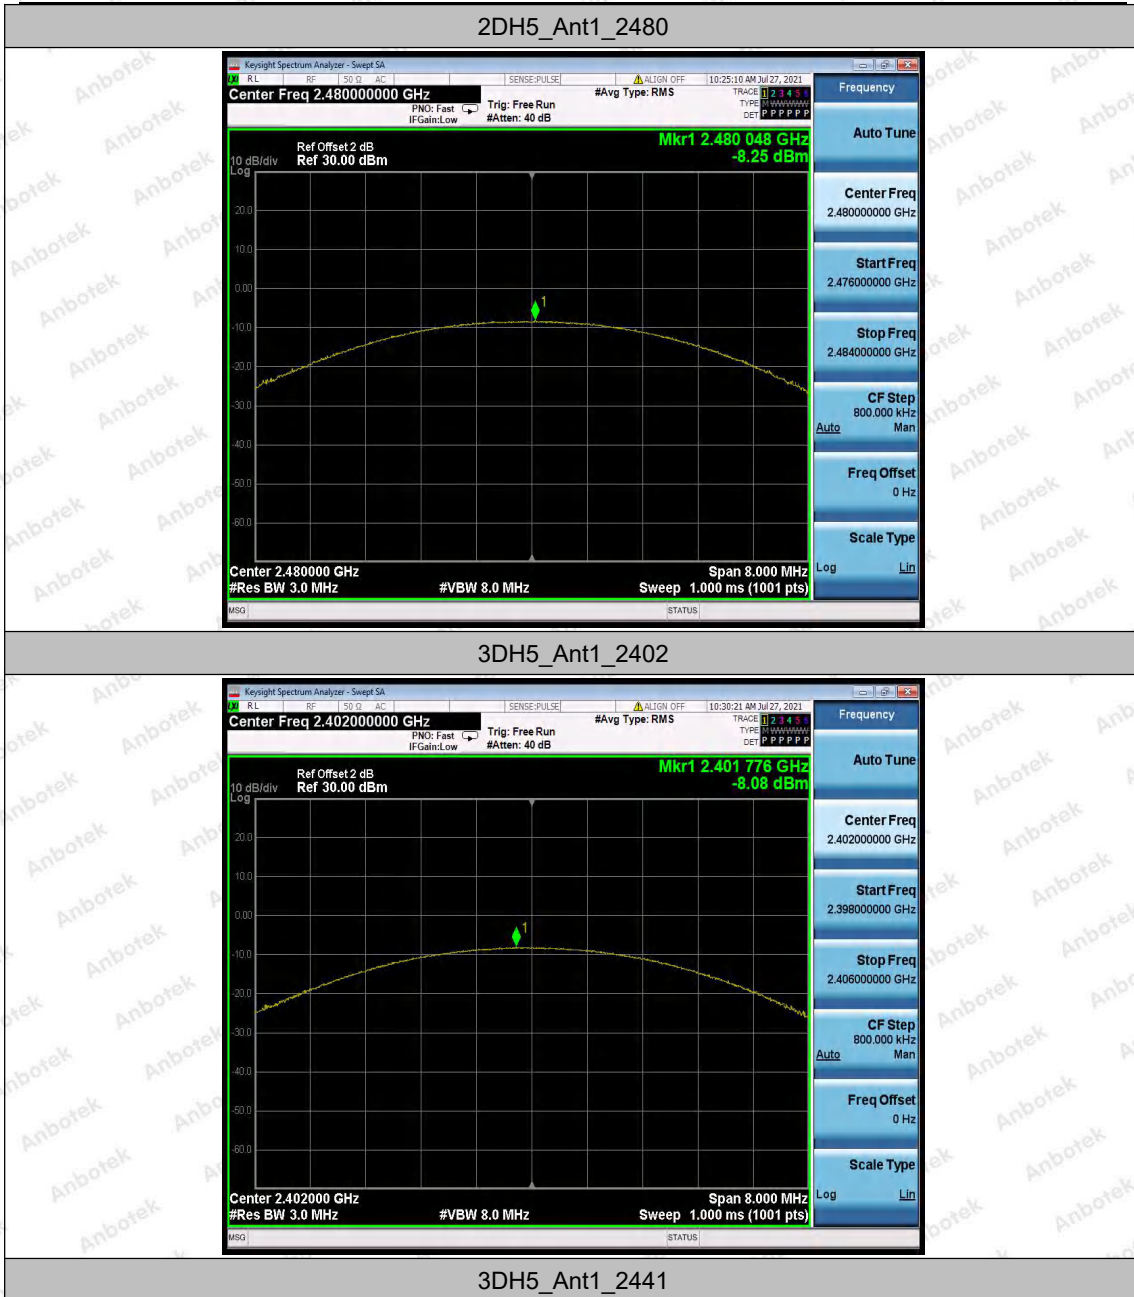 2DH5_Ant1_2480
Keysight Spectrum Analyzer - Swept SA
RL RF 50 Ω AC SENSE:PULSE ALIGN OFF 10:25:10 AM Jul 27, 2021
Center Freq 2.480000000 GHz #Avg Type: RMS TRACE 1 2 3 4 5 6
PNO: Fast Trig: Free Run TYPE M WWWWW
IFGain:Low #Atten: 40 dB DET P P P P P P
Mkr1 2.480 048 GHz
-8.25 dBm
Ref Offset 2 dB
10 dB/div Ref 30.00 dBm
Log
20.0
10.0
0.00
1
-10.0
-20.0
-30.0
-40.0
-50.0
-60.0
Center 2.480000 GHz Span 8.000 MHz
#Res BW 3.0 MHz #VBW 8.0 MHz Sweep 1.000 ms (1001 pts)
MSG STATUS
Frequency
Auto Tune
Center Freq
2.480000000 GHz
Start Freq
2.476000000 GHz
Stop Freq
2.484000000 GHz
CF Step
800.000 kHz
Auto Man
Freq Offset
0 Hz
Scale Type
Log Lin
3DH5_Ant1_2402
Keysight Spectrum Analyzer - Swept SA
RL RF 50 Ω AC SENSE:PULSE ALIGN OFF 10:30:21 AM Jul 27, 2021
Center Freq 2.402000000 GHz #Avg Type: RMS TRACE 1 2 3 4 5 6
PNO: Fast Trig: Free Run TYPE M WWWWW
IFGain:Low #Atten: 40 dB DET P P P P P P
Mkr1 2.401 776 GHz
-8.08 dBm
Ref Offset 2 dB
10 dB/div Ref 30.00 dBm
Log
20.0
10.0
0.00
1
-10.0
-20.0
-30.0
-40.0
-50.0
-60.0
Center 2.402000 GHz Span 8.000 MHz
#Res BW 3.0 MHz #VBW 8.0 MHz Sweep 1.000 ms (1001 pts)
MSG STATUS
Frequency
Auto Tune
Center Freq
2.402000000 GHz
Start Freq
2.398000000 GHz
Stop Freq
2.406000000 GHz
CF Step
800.000 kHz
Auto Man
Freq Offset
0 Hz
Scale Type
Log Lin
3DH5_Ant1_2441
Anbotek